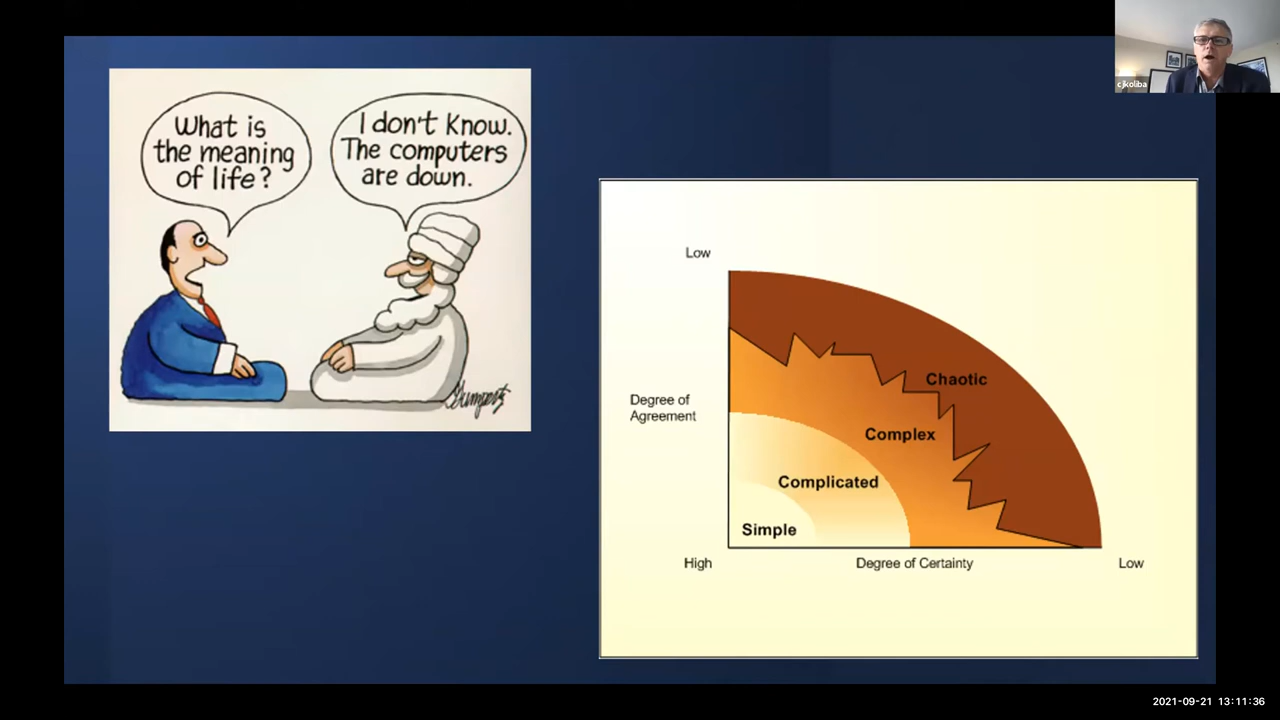 What is
the meaning
of life?
I don't know.
The computers
are down.
Gumpertz
cjkoliba
Low
Degree of
Agreement
Chaotic
Complex
Complicated
Simple
High
Degree of Certainty
Low
2021-09-21 13:11:36